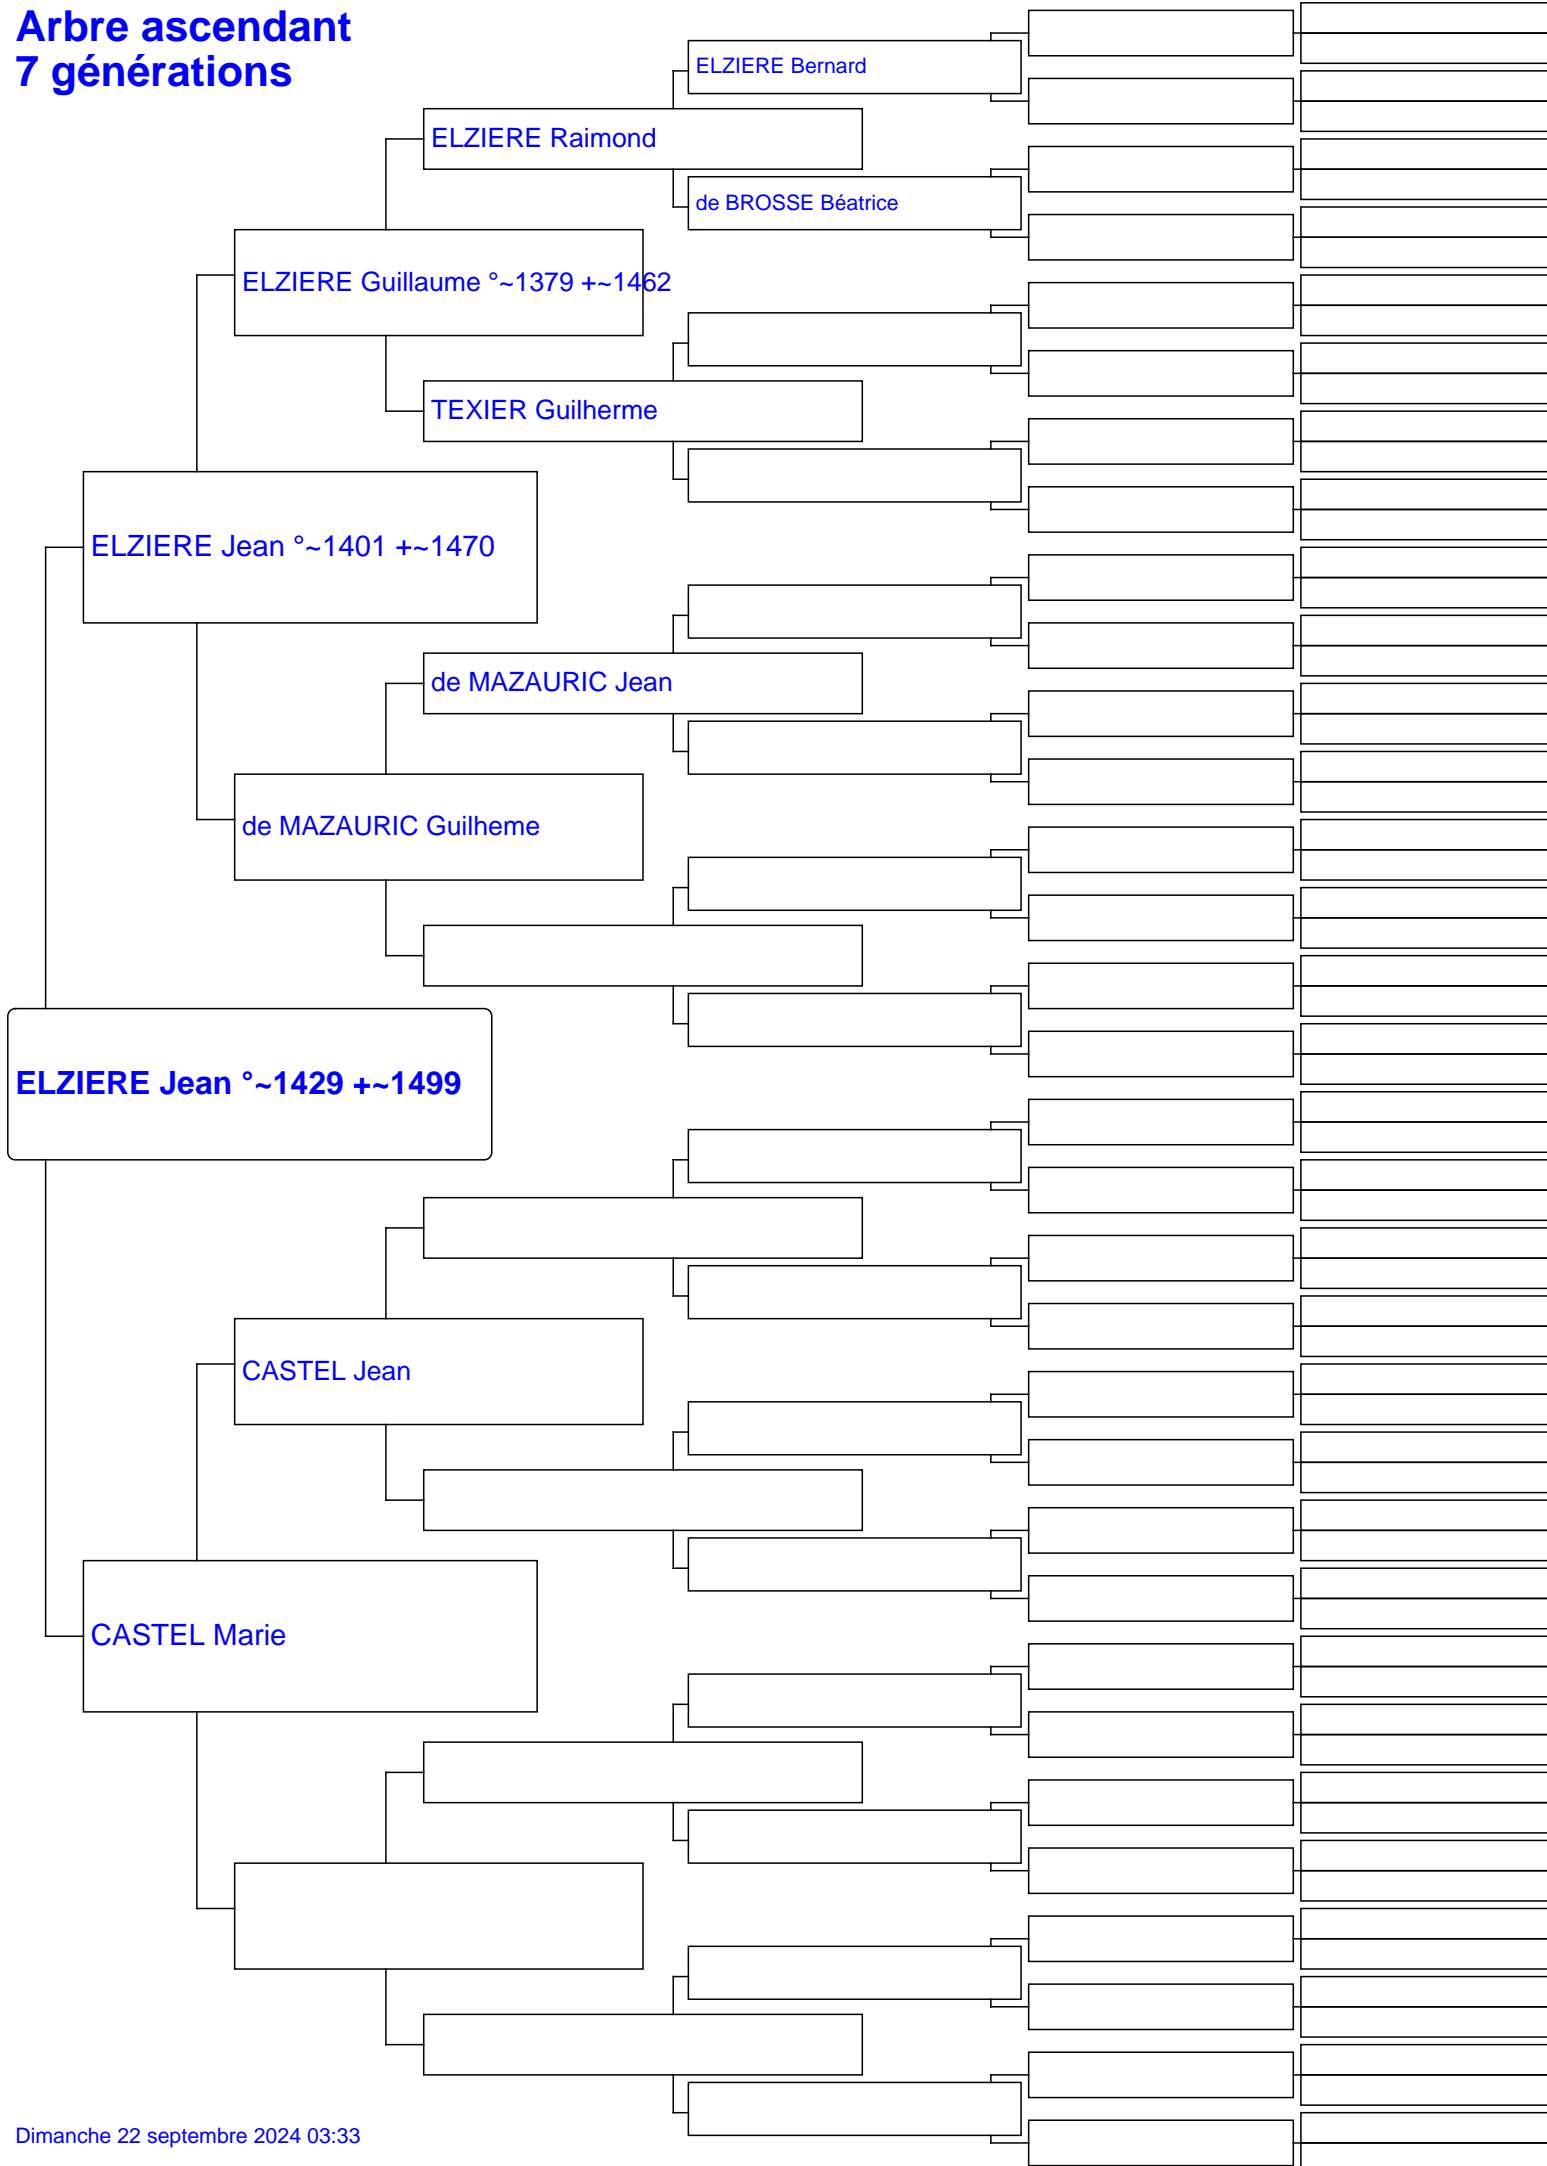 Arbre ascendant
7 générations
ELZIERE Bernard
ELZIERE Raimond
de BROSSE Béatrice
ELZIERE Guillaume °~1379 +~1462
TEXIER Guilherme
ELZIERE Jean °~1401 +~1470
de MAZAURIC Jean
de MAZAURIC Guilheme
ELZIERE Jean °~1429 +~1499
CASTEL Jean
CASTEL Marie
Dimanche 22 septembre 2024 03:33